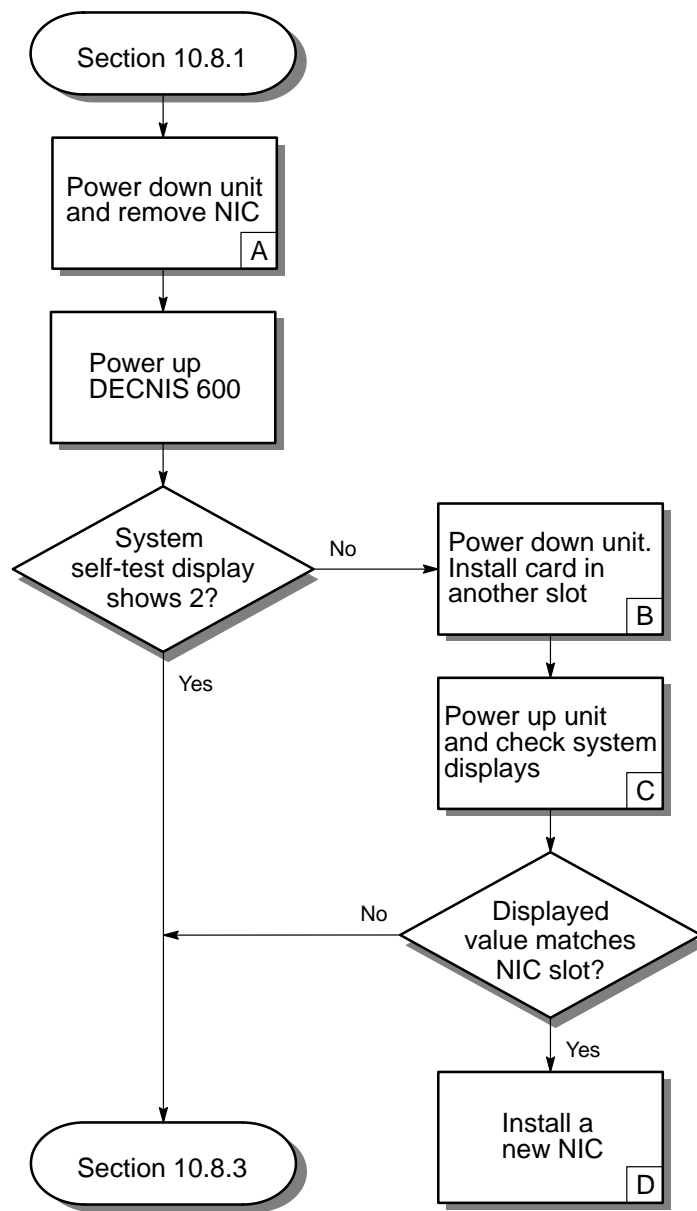 Section 10.8.1
Power down unit
and remove NIC
A
Power up
DECNIS 600
System
self-test display
shows 2?
No
Yes
Power down unit.
Install card in
another slot
B
Power up unit
and check system
displays
C
Displayed
value matches
NIC slot?
No
Yes
Install a
new NIC
D
Section 10.8.3